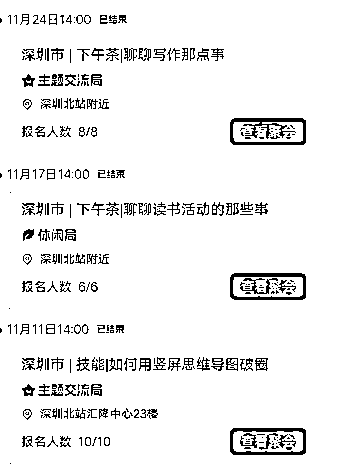 11月24日14:00 已结束
深圳市 | 下午茶|聊聊写作那点事
主题交流局
深圳北站附近
报名人数 8/8
查看聚会
11月17日14:00 已结束
深圳市 | 下午茶|聊聊读书活动的那些事
休闲局
深圳北站附近
报名人数 6/6
查看聚会
11月11日14:00 已结束
深圳市 | 技能|如何用竖屏思维导图破圈
主题交流局
深圳北站汇隆中心23楼
报名人数 10/10
查看聚会